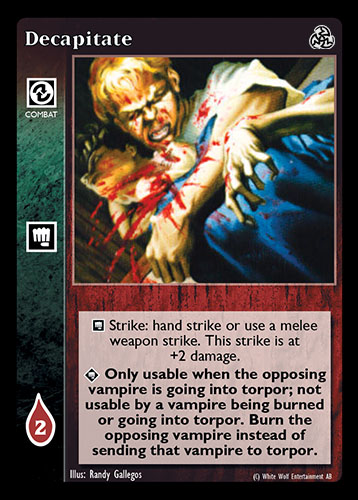 Decapitate
COMBAT
Strike: hand strike or use a melee
weapon strike. This strike is at
+2 damage.
Only usable when the opposing
vampire is going into torpor; not
usable by a vampire being burned
or going into torpor. Burn the
opposing vampire instead of
sending that vampire to torpor.
2
Illus: Randy Gallegos
(C) White Wolf Entertainment AB